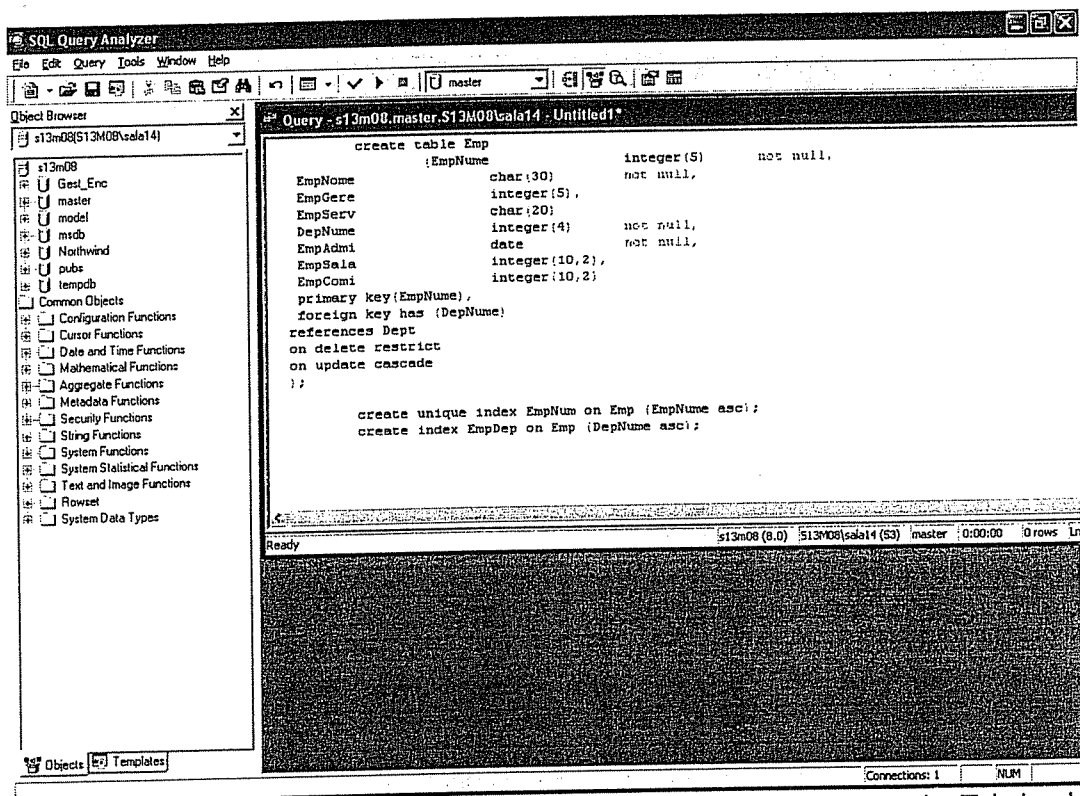 SQL Query Analyzer
File Edit Query Tools Window Help
master
Object Browser
s13m08(S13M08\sala14)
s13m08
Gest_Enc
master
model
msdb
Northwind
pubs
tempdb
Common Objects
Configuration Functions
Cursor Functions
Date and Time Functions
Mathematical Functions
Aggregate Functions
Metadata Functions
Security Functions
String Functions
System Functions
System Statistical Functions
Text and Image Functions
Rowset
System Data Types
Objects Templates
Query - s13m08.master.S13M08\sala14 - Untitled1*
create table Emp
(EmpNume integer(5) not null,
EmpNome char(30) not null,
EmpGere integer(5),
EmpServ char(20)
DepNume integer(4) not null,
EmpAdmi date not null,
EmpSala integer(10,2),
EmpComi integer(10,2)
primary key(EmpNume),
foreign key has (DepNume)
references Dept
on delete restrict
on update cascade
);
create unique index EmpNum on Emp (EmpNume asc);
create index EmpDep on Emp (DepNume asc);
Ready s13m08 (8.0) S13M08\sala14 (53) master 0:00:00 0 rows Ln
Connections: 1 NUM